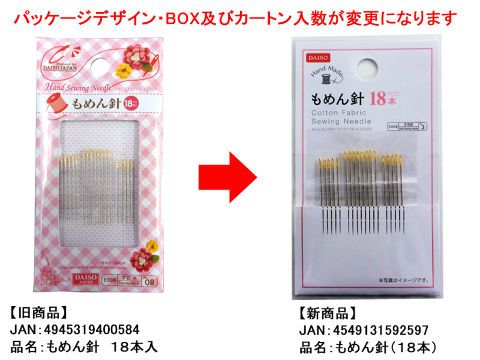 パッケージデザイン・BOX及びカートン入数が変更になります
DAISO JAPAN
Hand Sewing Needle
もめん針 18
DAISO
JAPAN
08
DAISO
Hand Made
もめん針 18本
Cotton Fabric
Sewing Needle
【旧商品】
JAN:4945319400584
品名:もめん針 18本入
【新商品】
JAN:4549131592597
品名:もめん針(18本)